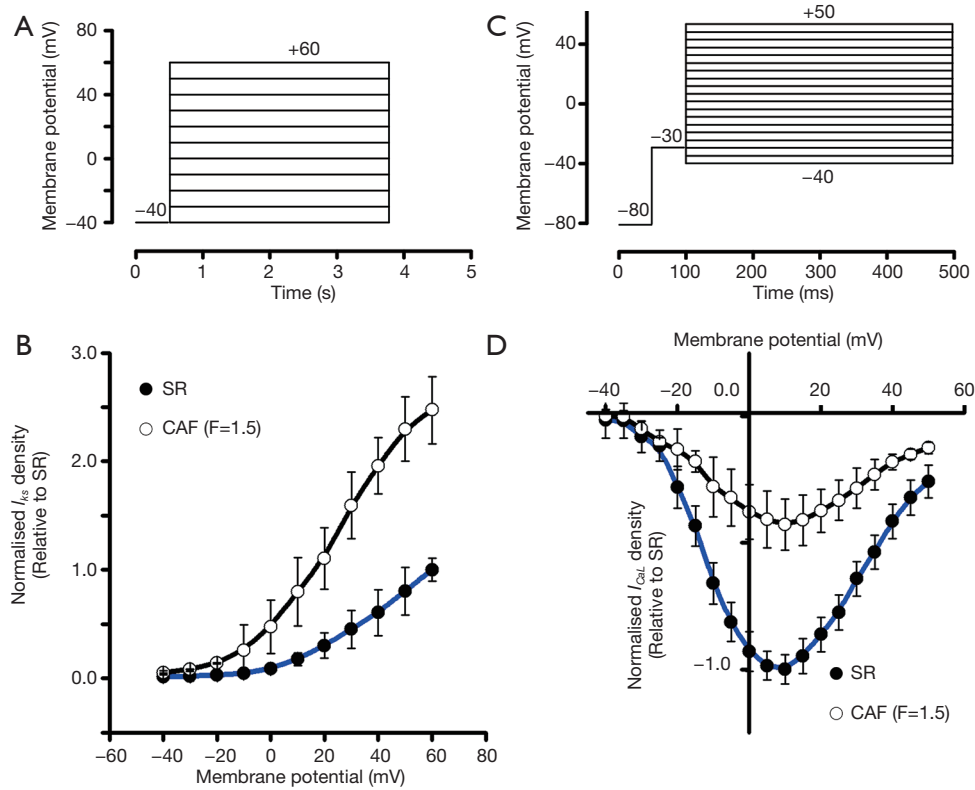 A
Membrane potential (mV)
80
40
0
−40
+60
−40
0
1
2
3
4
5
Time (s)
C
Membrane potential (mV)
40
0
−40
−80
+50
−30
−40
−80
0
100
200
300
400
500
Time (ms)
B
Normalised Iks density
(Relative to SR)
3.0
2.0
1.0
0.0
SR
CAF (F=1.5)
−60
−40
−20
0
20
40
60
80
Membrane potential (mV)
D
Membrane potential (mV)
−40
−20
0.0
20
40
60
Normalised ICaL density
(Relative to SR)
−1.0
SR
CAF (F=1.5)